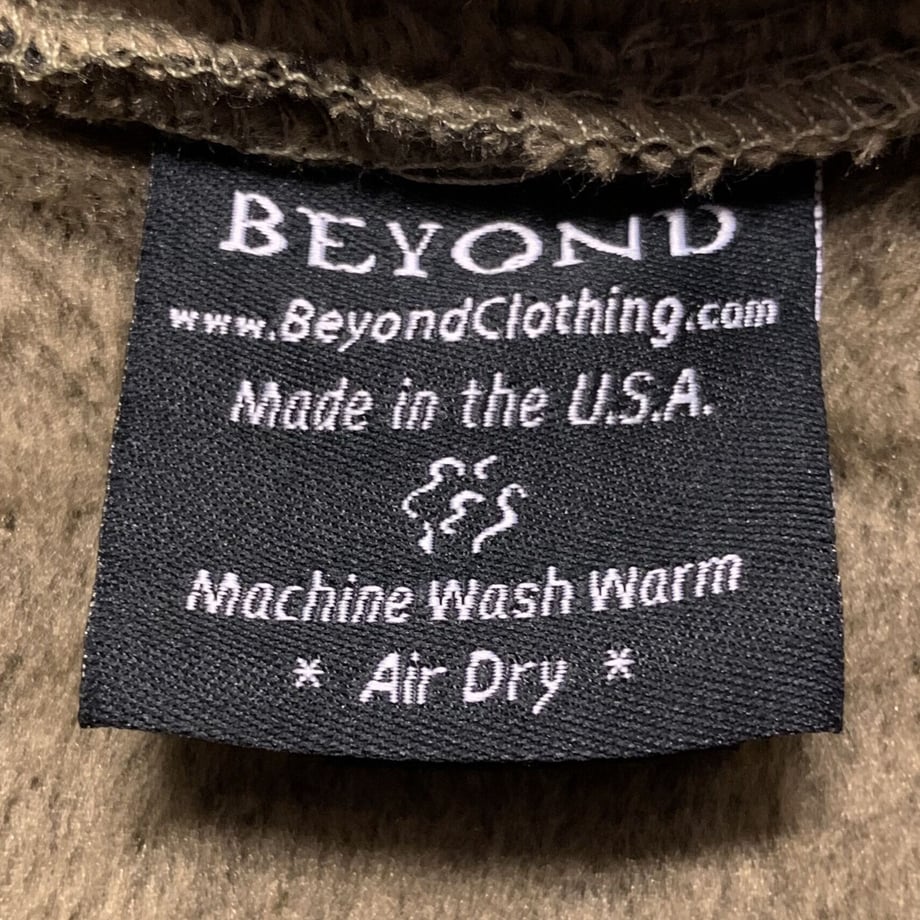 BEYOND
www.BeyondClothing.com
Made in the U.S.A.
Machine Wash Warm
* Air Dry *